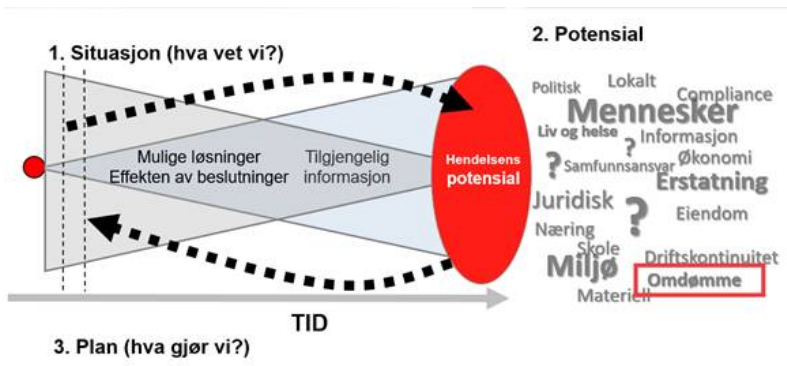 1. Situasjon (hva vet vi?)
Mulige løsninger
Effekten av beslutninger
Tilgjengelig
informasjon
Hendelsens
potensial
TID
3. Plan (hva gjør vi?)
2. Potensial
Politisk
Lokalt
Compliance
Mennesker
Liv og helse
?
Informasjon
?
Samfunnsansvar
Økonomi
Erstatning
Juridisk
?
Eiendom
Næring
Skole
Miljø
Driftskontinuitet
Omdømme
Materiell